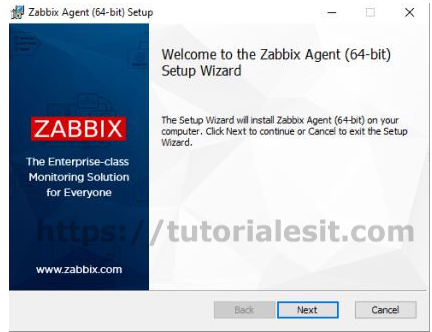 Zabbix Agent (64-bit) Setup
Welcome to the Zabbix Agent (64-bit)
Setup Wizard
The Setup Wizard will install Zabbix Agent (64-bit) on your
computer. Click Next to continue or Cancel to exit the Setup
Wizard.
ZABBIX
The Enterprise-class
Monitoring Solution
for Everyone
https://tutorialesit.com
www.zabbix.com
Back
Next
Cancel